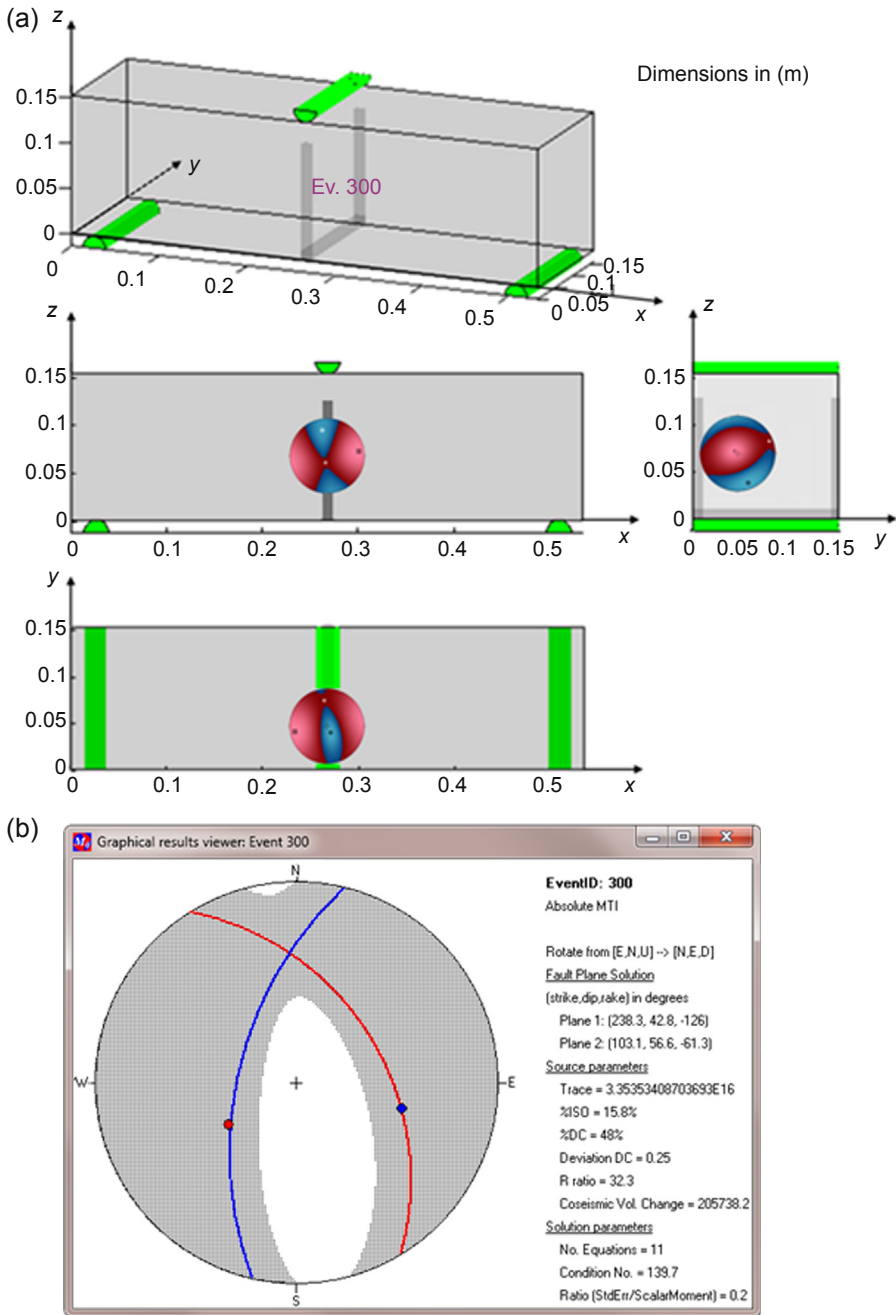 (a)
z
Dimensions in (m)
0.15
0.1
0.05
0
y
Ev. 300
0
0.1
0.2
0.3
0.4
0.5
0
0.05
0.1
0.15
x
z
0.15
0.1
0.05
0
0
0.1
0.2
0.3
0.4
0.5
x
z
0.15
0.1
0.05
0
0
0.05
0.1
0.15
y
y
0.15
0.1
0.05
0
0
0.1
0.2
0.3
0.4
0.5
x
(b)
Graphical results viewer: Event 300
N
W
E
S
EventID: 300
Absolute MTI
Rotate from [E,N,U] --> [N,E,D]
Fault Plane Solution
(strike,dip,rake) in degrees
Plane 1: (238.3, 42.8, -126)
Plane 2: (103.1, 56.6, -61.3)
Source parameters
Trace = 3.35353408703693E16
%ISO = 15.8%
%DC = 48%
Deviation DC = 0.25
R ratio = 32.3
Coseismic Vol. Change = 205738.2
Solution parameters
No. Equations = 11
Condition No. = 139.7
Ratio (StdErr/ScalarMoment) = 0.2